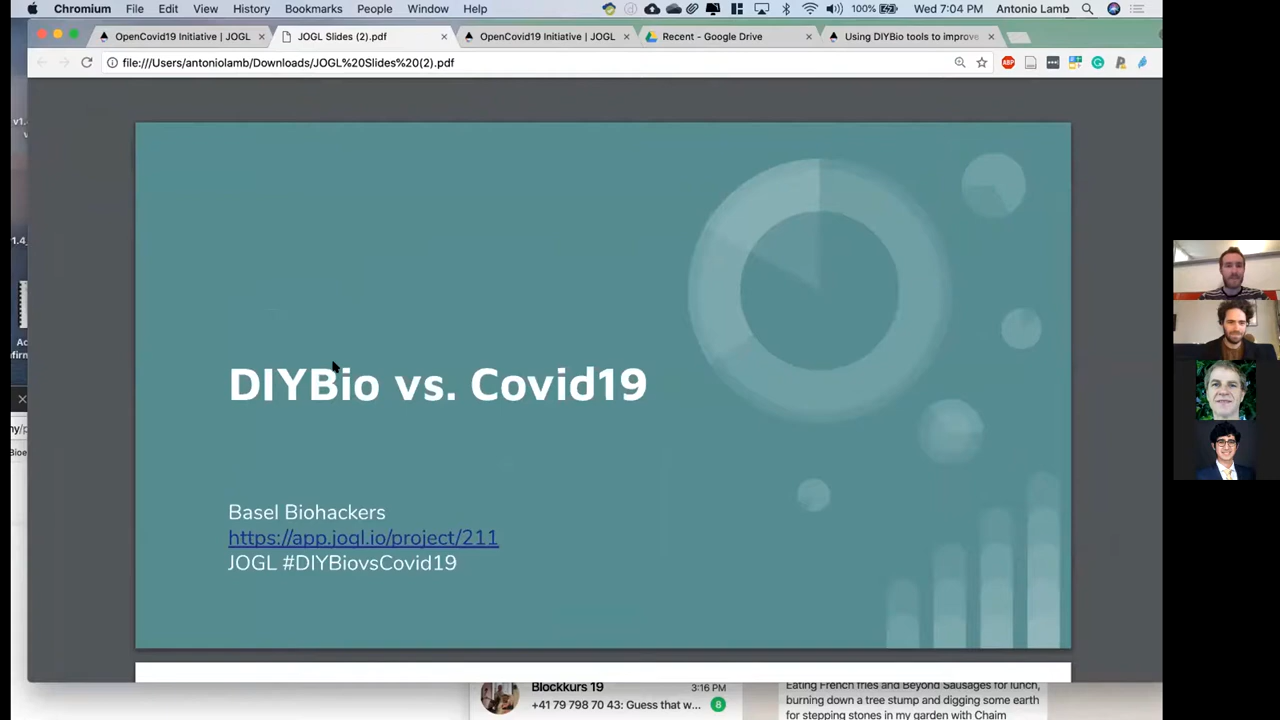 Chromium File Edit View History Bookmarks People Window Help 100% Wed 7:04 PM Antonio Lamb
OpenCovid19 Initiative | JOGL
JOGL Slides (2).pdf
OpenCovid19 Initiative | JOGL
Recent - Google Drive
Using DIYBio tools to improve
file:///Users/antoniolamb/Downloads/JOGL%20Slides%20(2).pdf
ABP
DIYBio vs. Covid19
Basel Biohackers
https://app.jogl.io/project/211
JOGL #DIYBiovsCovid19
Blockkurs 19 3:16 PM
+41 79 798 70 43: Guess that w... 8
Eating French fries and Beyond Sausages for lunch,
burning down a tree stump and digging some earth
for stepping stones in my garden with Chaim